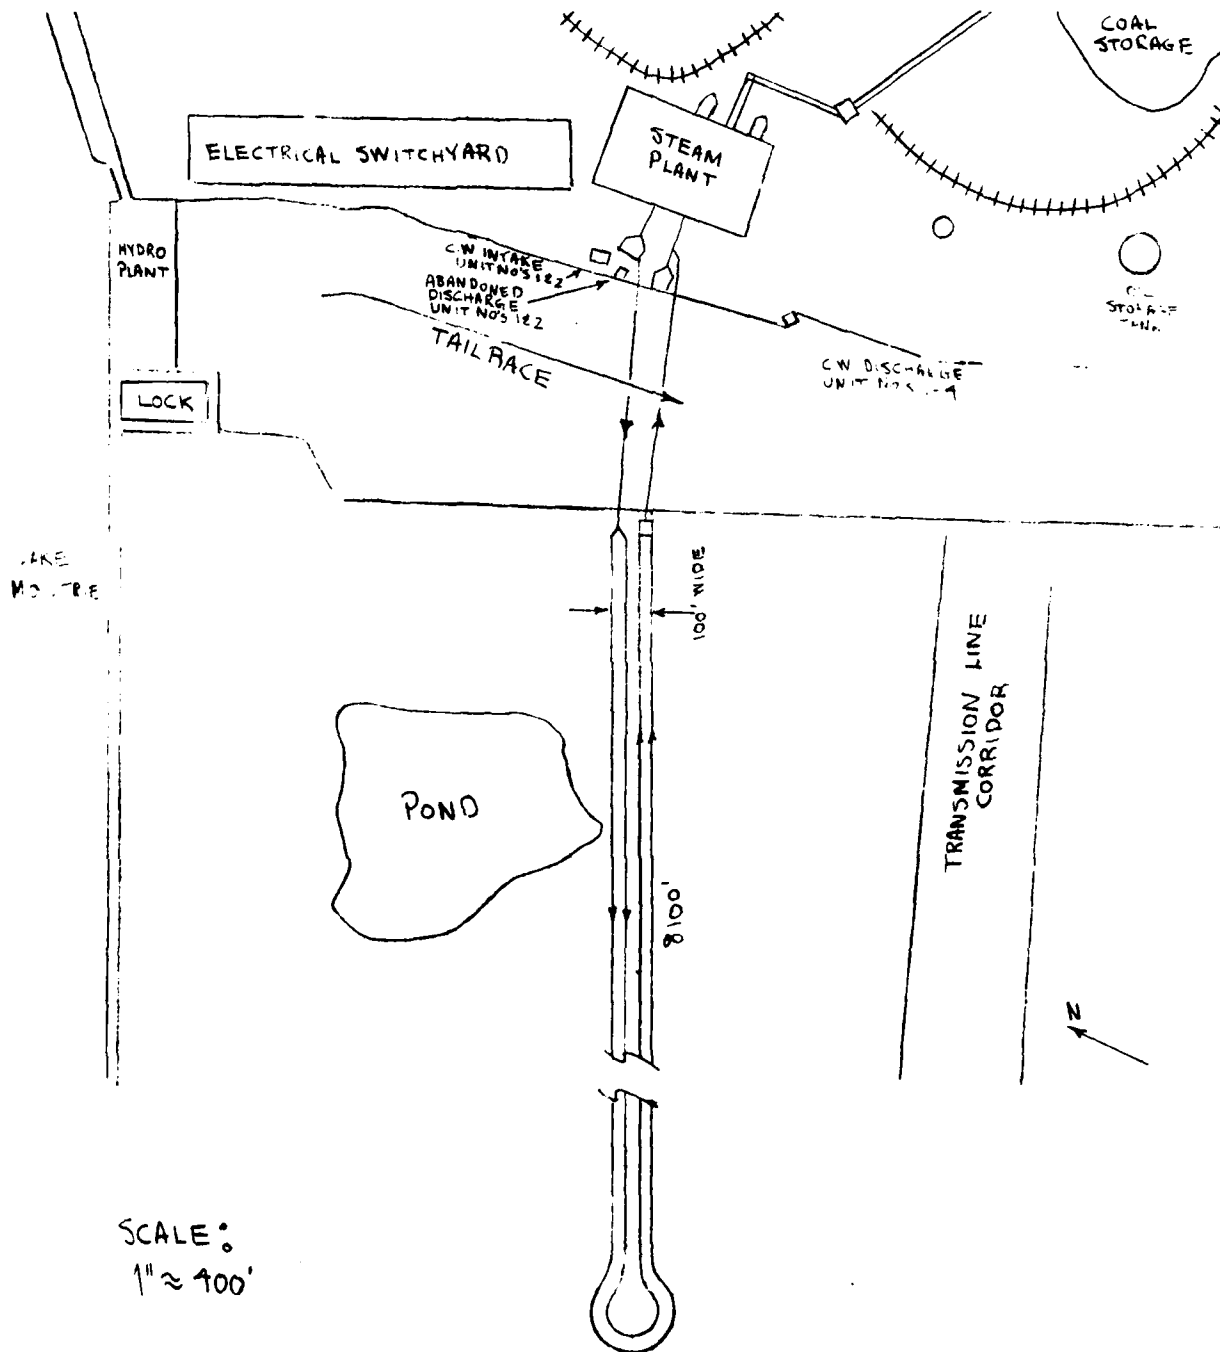 COAL
STORAGE
STEAM
PLANT
ELECTRICAL SWITCHYARD
HYDRO
PLANT
C.W INTAKE
UNIT NO'S 1&2
ABANDONED
DISCHARGE
UNIT NO'S 1&2
TAIL RACE
LOCK
C.W DISCHARGE
UNIT
100' WIDE
TRANSMISSION LINE
CORRIDOR
POND
8100'
N
SCALE:
1" ≈ 400'